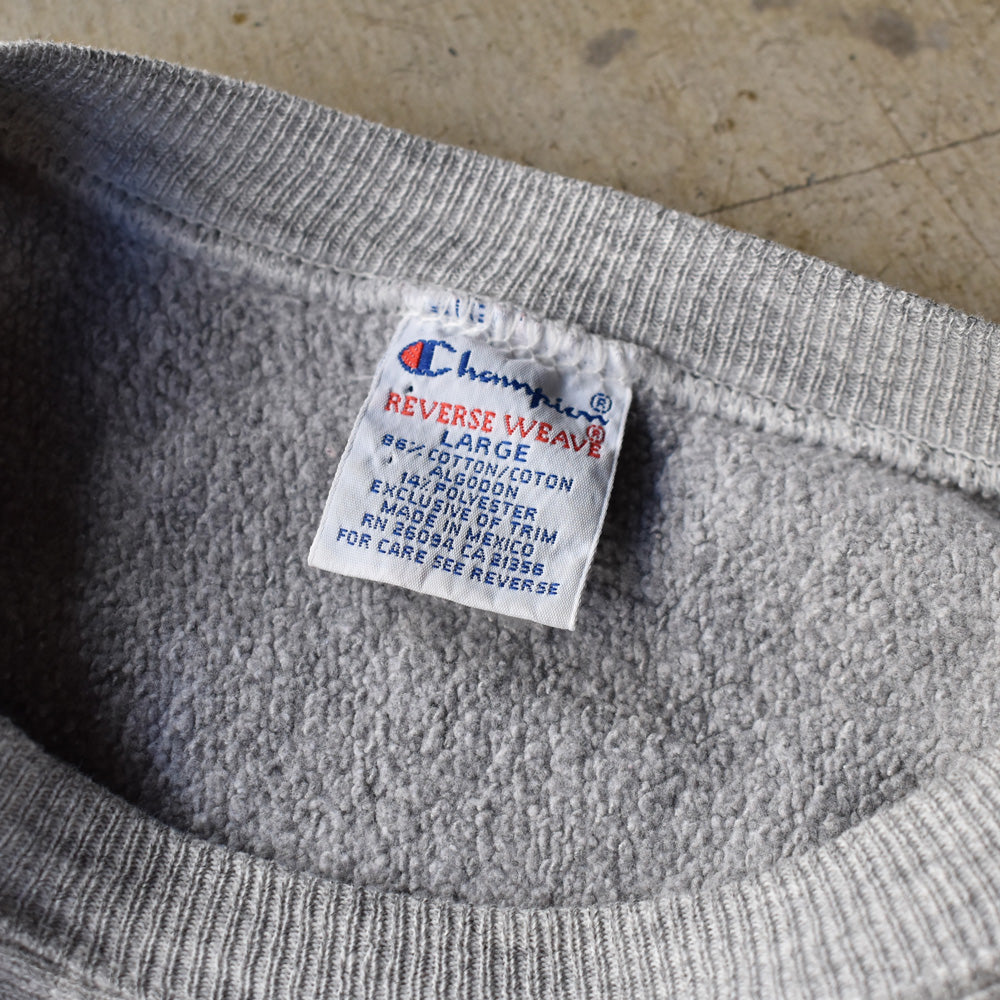 Champion®
REVERSE WEAVE®
LARGE
86% COTTON/COTON
ALGODON
14% POLYESTER
EXCLUSIVE OF TRIM
MADE IN MEXICO
RN 26094 CA 21356
FOR CARE SEE REVERSE